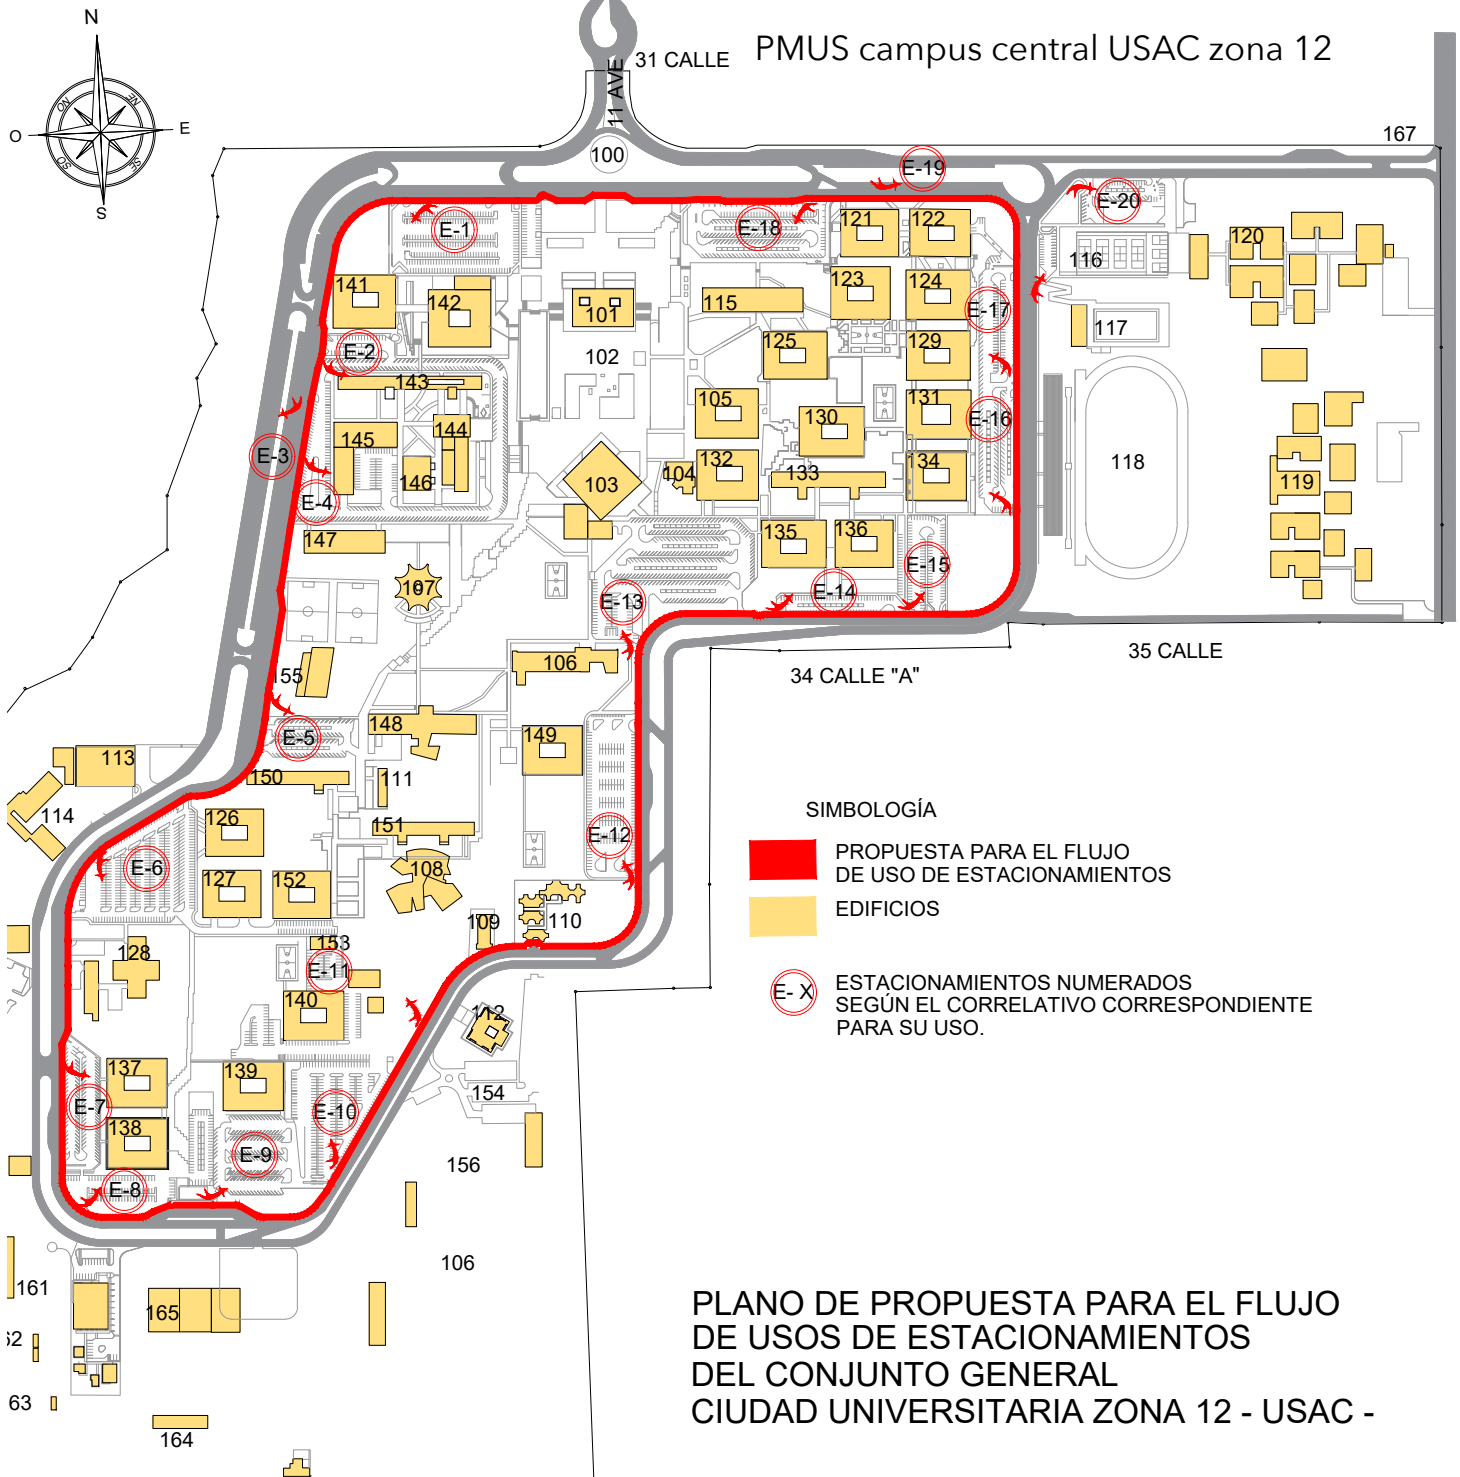 N
NO
NE
O
E
SO
SE
S
PMUS campus central USAC zona 12
31 CALLE
11 AVE
100
167
E-19
E-20
E-1
E-18
121
122
120
116
141
142
101
115
123
124
E-17
117
E-2
102
125
129
143
105
130
131
E-16
144
145
E-3
146
103
104
132
133
134
118
119
E-4
147
135
136
E-15
107
E-13
E-14
155
106
34 CALLE "A"
35 CALLE
148
E-5
149
113
150
111
114
126
151
E-12
E-6
127
152
108
109
110
128
153
E-11
140
112
137
139
154
E-7
E-10
138
E-9
156
E-8
106
161
165
62
63
164
SIMBOLOGÍA
PROPUESTA PARA EL FLUJO
DE USO DE ESTACIONAMIENTOS
EDIFICIOS
E- X
ESTACIONAMIENTOS NUMERADOS
SEGÚN EL CORRELATIVO CORRESPONDIENTE
PARA SU USO.
PLANO DE PROPUESTA PARA EL FLUJO
DE USOS DE ESTACIONAMIENTOS
DEL CONJUNTO GENERAL
CIUDAD UNIVERSITARIA ZONA 12 - USAC -